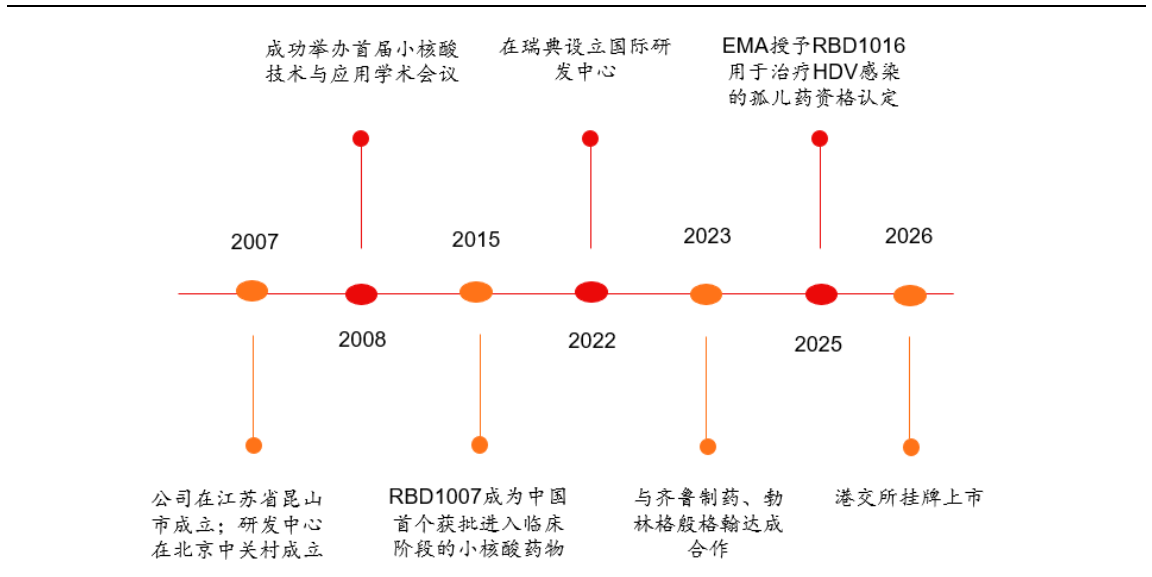 成功举办首届小核酸
技术与应用学术会议
在瑞典设立国际研
发中心
EMA授予RBD1016
用于治疗HDV感染
的孤儿药资格认定
2007
2015
2023
2026
2008
2022
2025
公司在江苏省昆山
市成立；研发中心
在北京中关村成立
RBD1007成为中国
首个获批进入临床
阶段的小核酸药物
与齐鲁制药、勃
林格殷格翰达成
合作
港交所挂牌上市